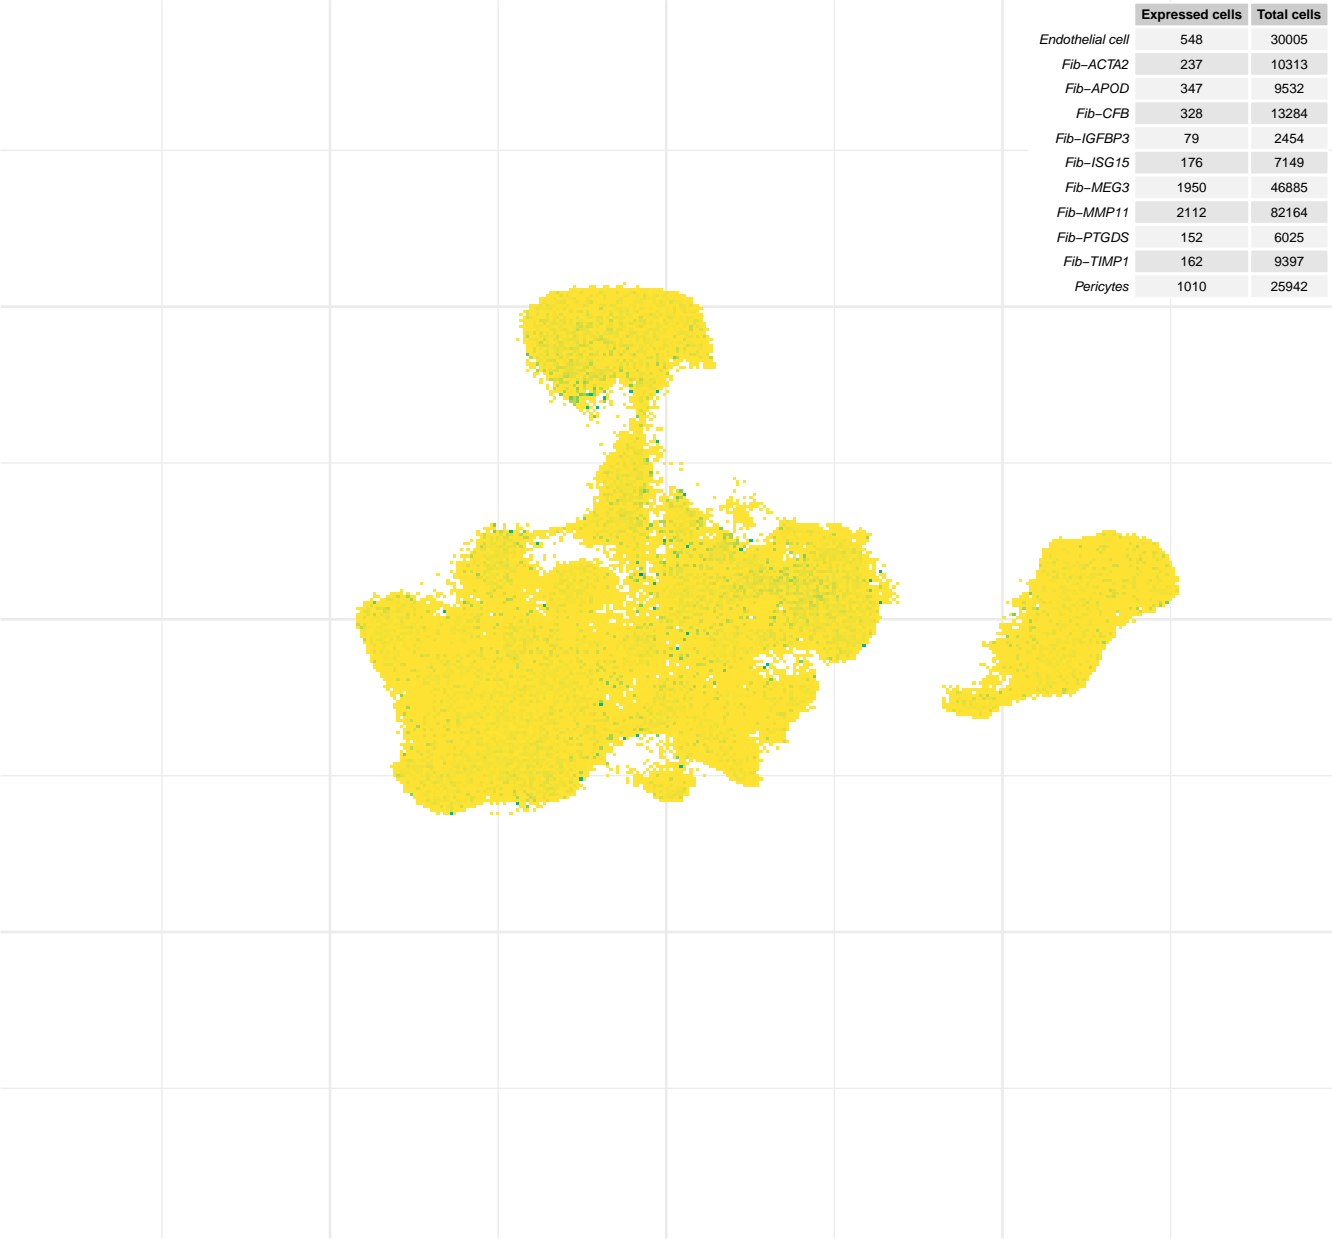 Expressed cells Total cells
Endothelial cell 548 30005
Fib−ACTA2 237 10313
Fib−APOD 347 9532
Fib−CFB 328 13284
Fib−IGFBP3 79 2454
Fib−ISG15 176 7149
Fib−MEG3 1950 46885
Fib−MMP11 2112 82164
Fib−PTGDS 152 6025
Fib−TIMP1 162 9397
Pericytes 1010 25942